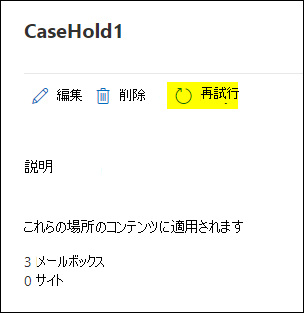 CaseHold1
編集 削除 再試行
説明
これらの場所のコンテンツに適用されます
3 メールボックス
0 サイト